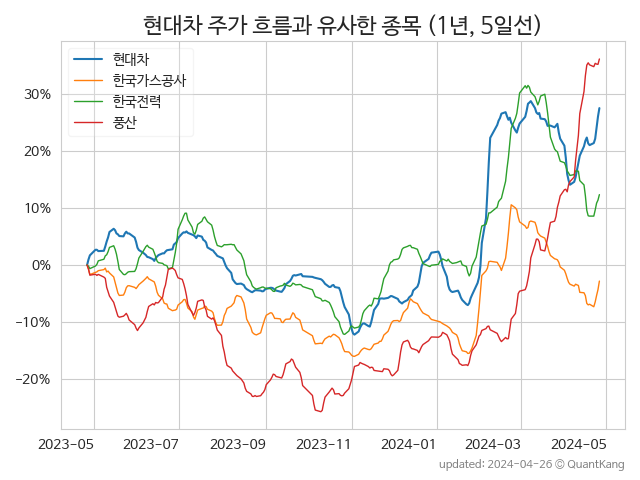 현대차 주가 흐름과 유사한 종목 (1년, 5일선)
현대차
한국가스공사
한국전력
풍산
30%
20%
10%
0%
−10%
−20%
2023-05 2023-07 2023-09 2023-11 2024-01 2024-03 2024-05
updated: 2024-04-26 © QuantKang